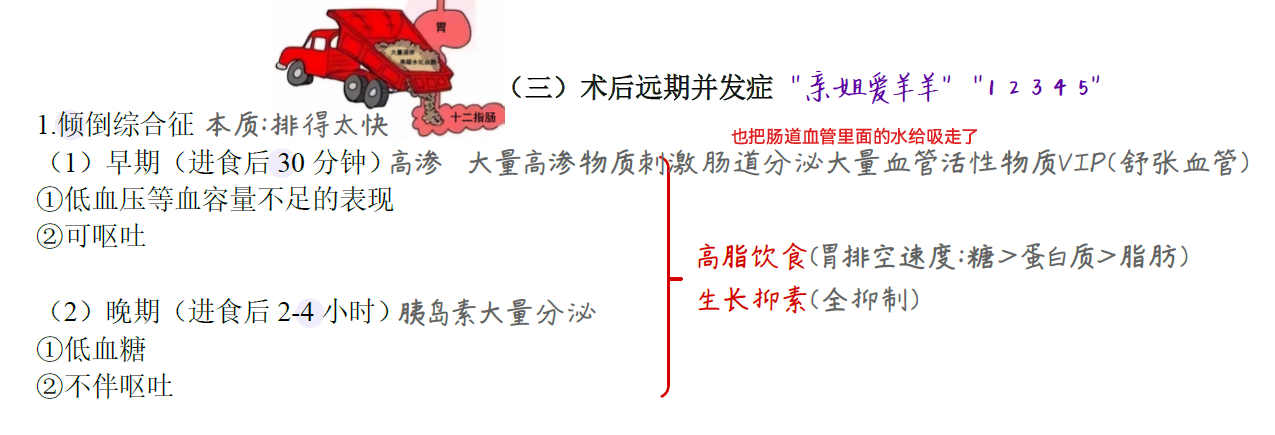 胃
大量液体
高碳水化合物
（三）术后远期并发症 "亲姐爱羊羊" "1 2 3 4 5"
十二指肠
1.倾倒综合征 本质:排得太快
也把肠道血管里面的水给吸走了
（1）早期（进食后 30 分钟）高渗 大量高渗物质刺激肠道分泌大量血管活性物质VIP(舒张血管)
①低血压等血容量不足的表现
②可呕吐
高脂饮食(胃排空速度:糖>蛋白质>脂肪)
生长抑素(全抑制)
（2）晚期（进食后 2-4 小时）胰岛素大量分泌
①低血糖
②不伴呕吐